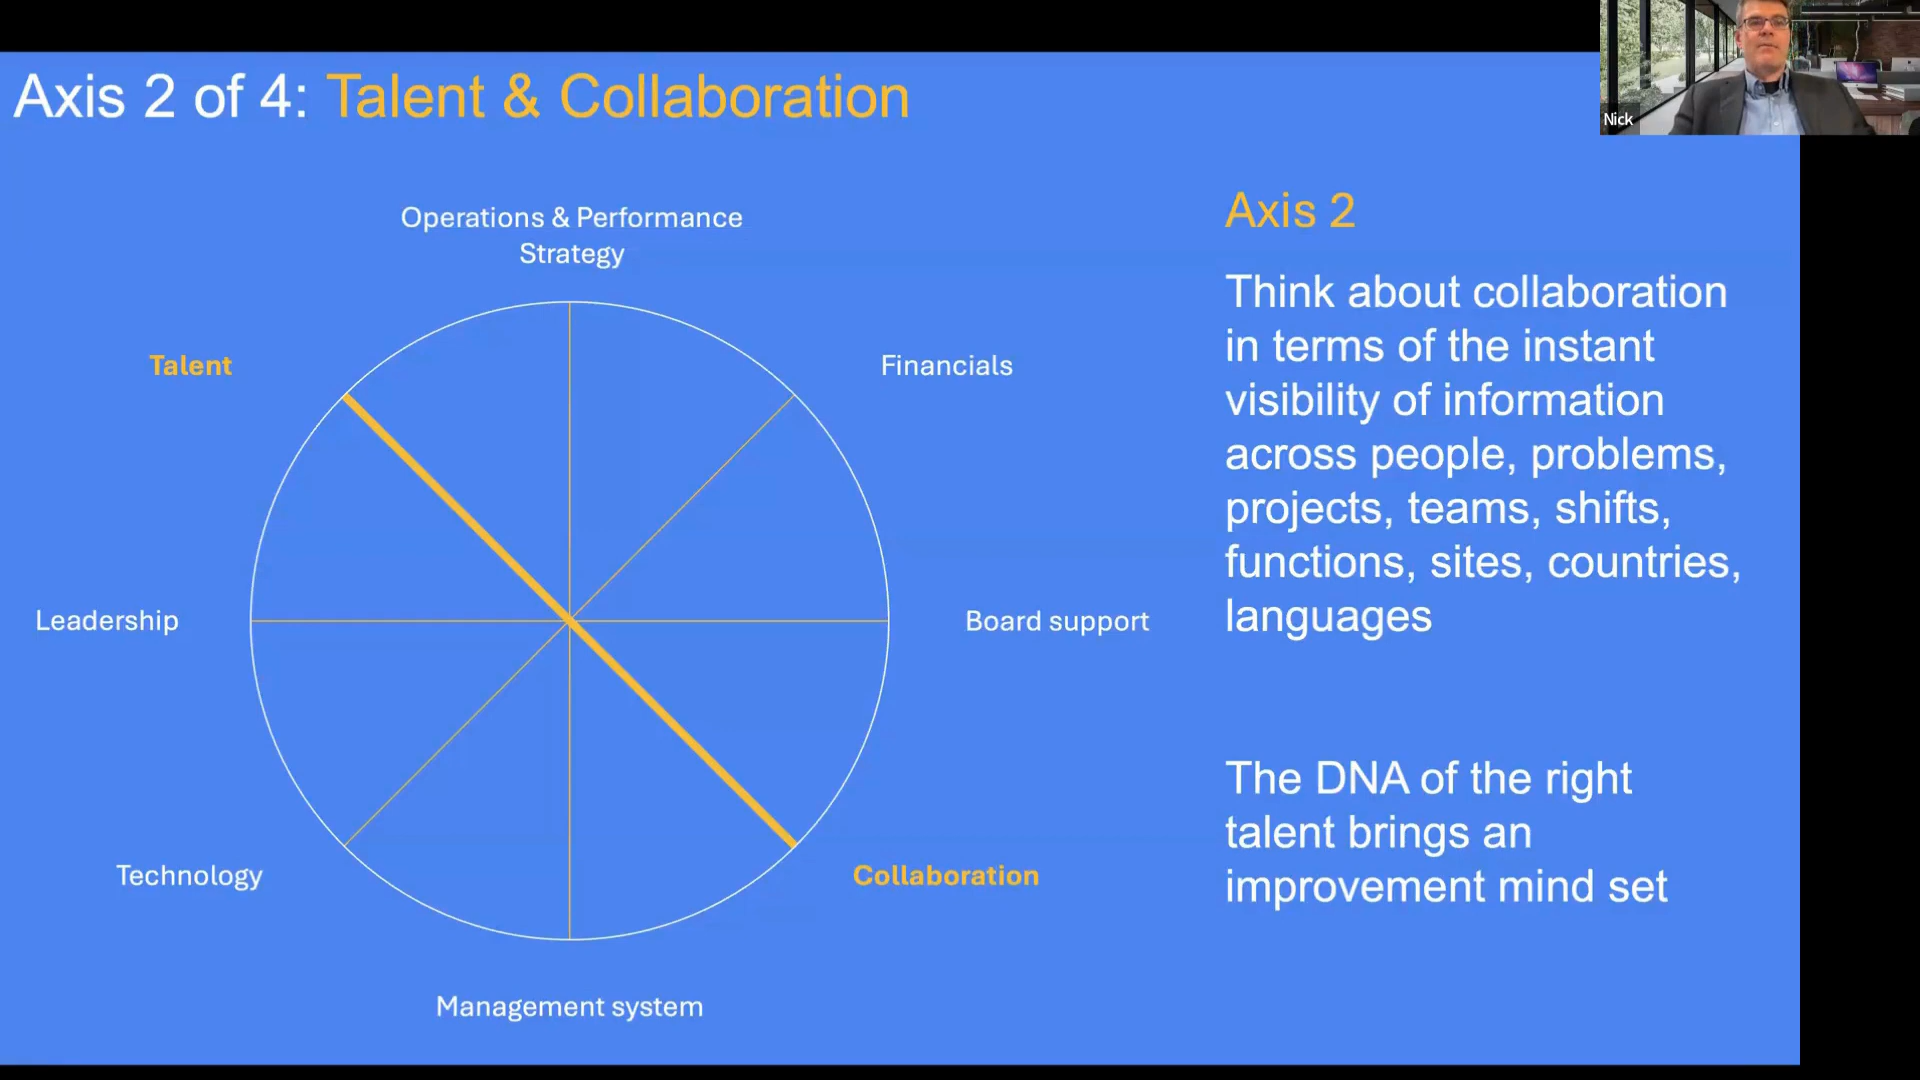 Axis 2 of 4: Talent & Collaboration
Nick
Operations & Performance
Strategy
Talent
Financials
Leadership
Board support
Technology
Collaboration
Management system
Axis 2
Think about collaboration
in terms of the instant
visibility of information
across people, problems,
projects, teams, shifts,
functions, sites, countries,
languages
The DNA of the right
talent brings an
improvement mind set